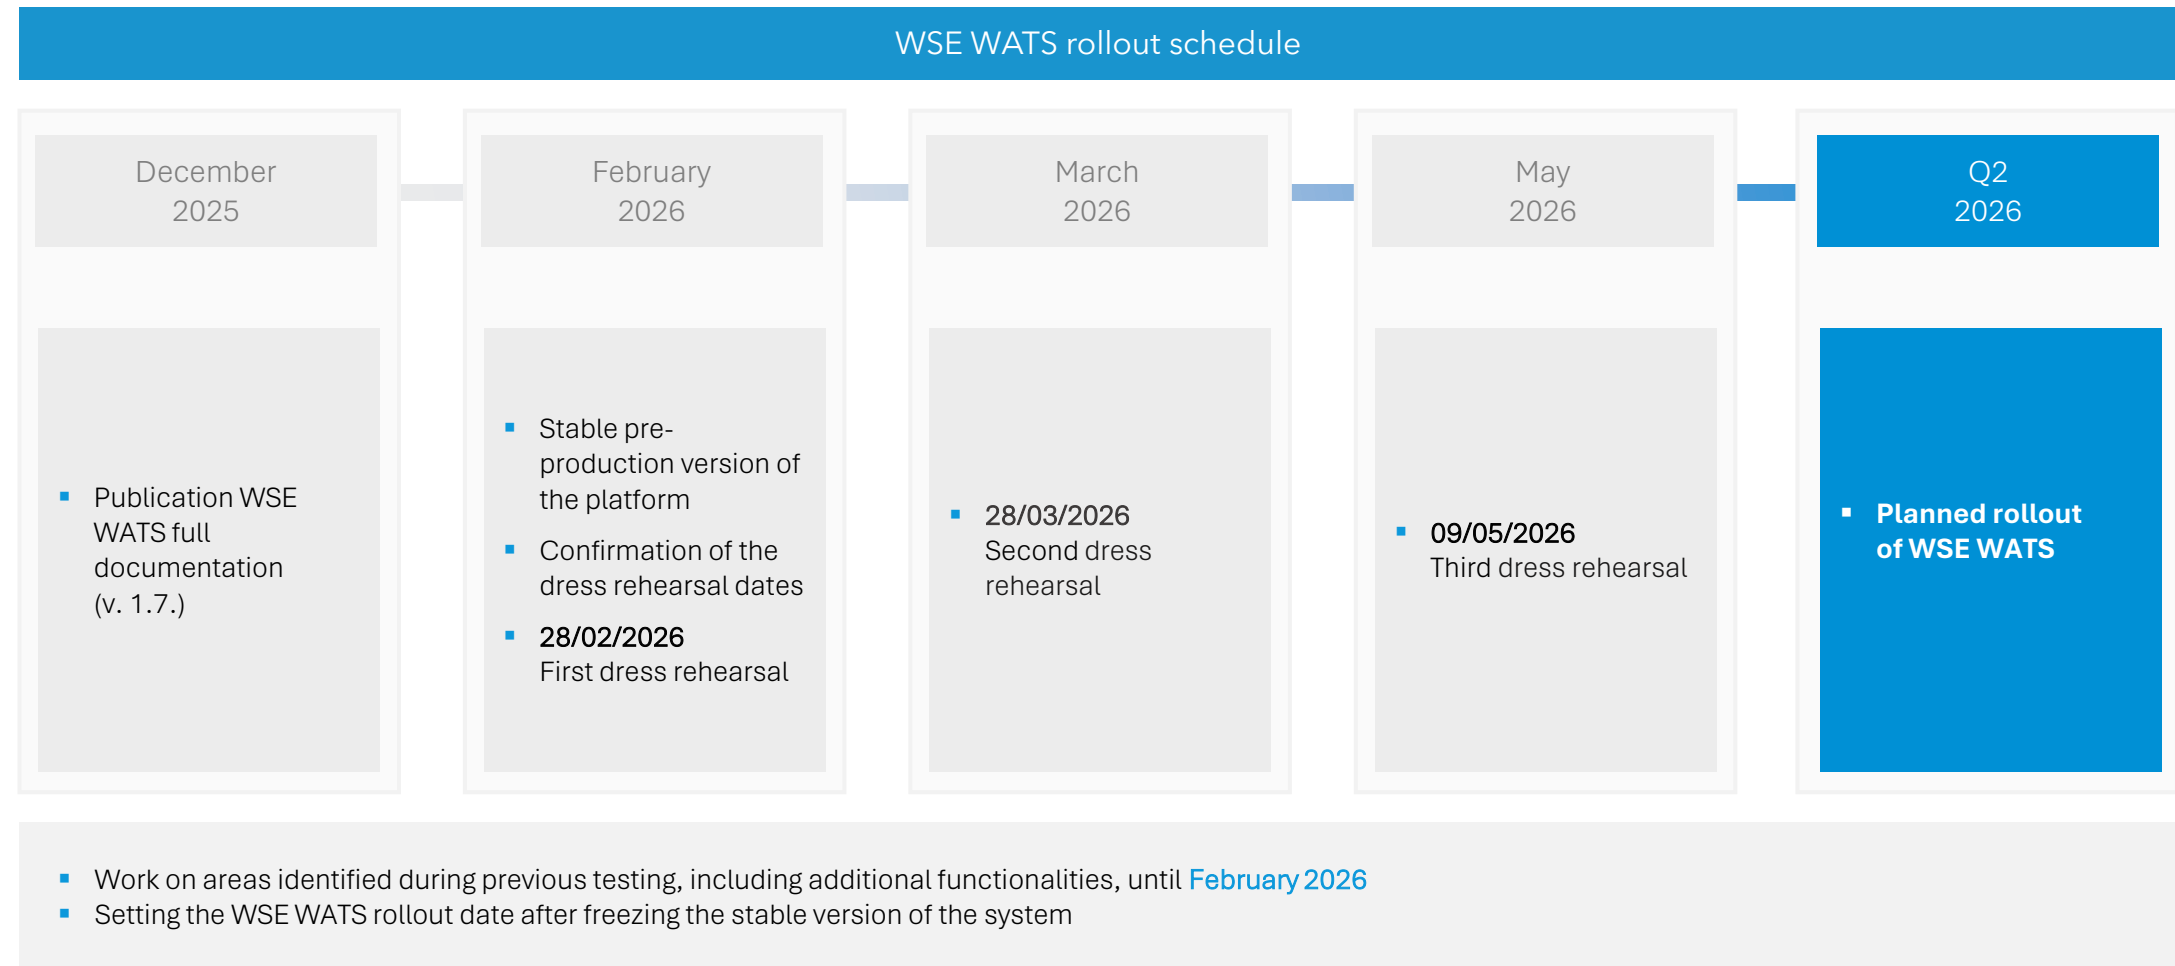 WSE WATS rollout schedule
December
2025
Publication WSE
WATS full
documentation
(v. 1.7.)
February
2026
Stable pre-
production version of
the platform
Confirmation of the
dress rehearsal dates
28/02/2026
First dress rehearsal
March
2026
28/03/2026
Second dress
rehearsal
May
2026
09/05/2026
Third dress rehearsal
Q2
2026
Planned rollout
of WSE WATS
Work on areas identified during previous testing, including additional functionalities, until February 2026
Setting the WSE WATS rollout date after freezing the stable version of the system